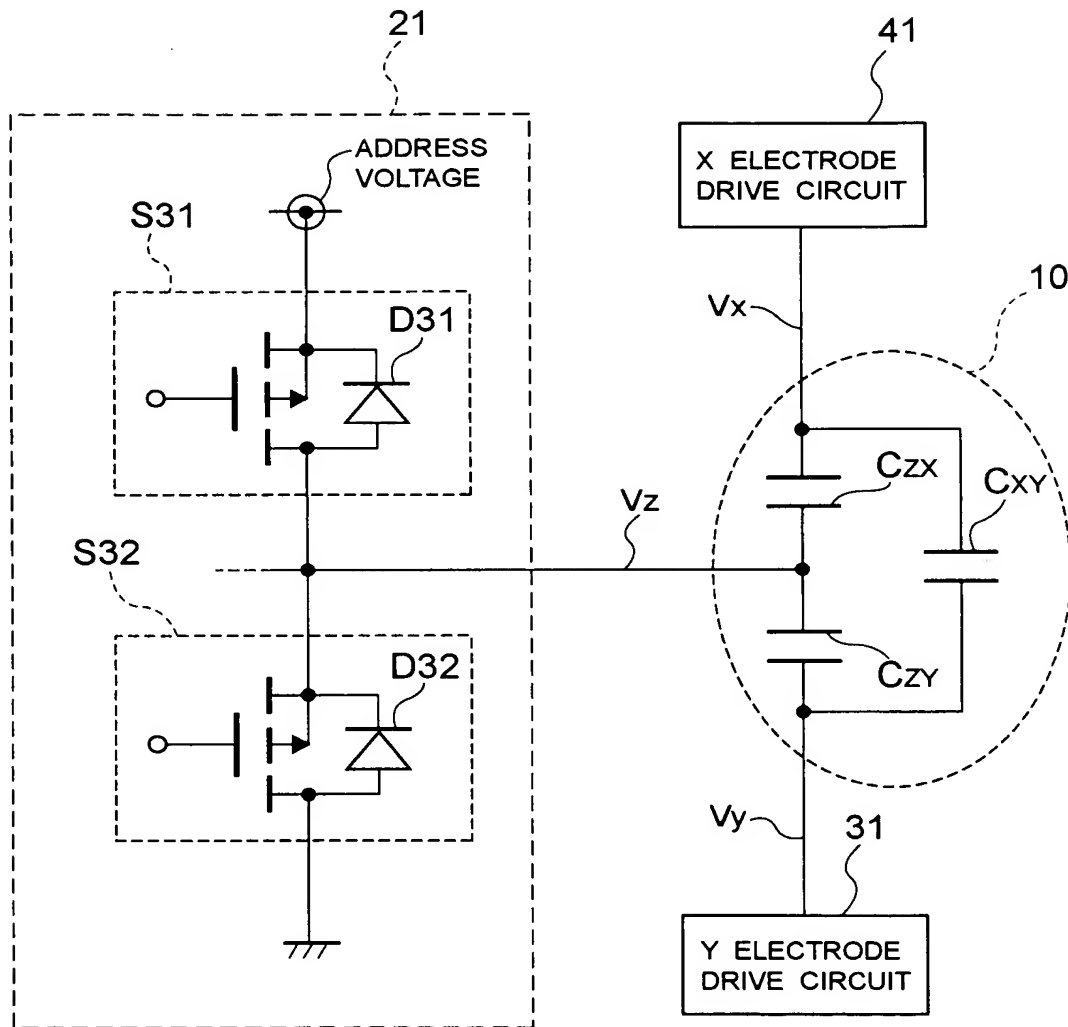 21
41
ADDRESS
VOLTAGE
X ELECTRODE
DRIVE CIRCUIT
S31
D31
Vx
10
CZX
CXY
Vz
S32
D32
CZY
Vy
31
Y ELECTRODE
DRIVE CIRCUIT